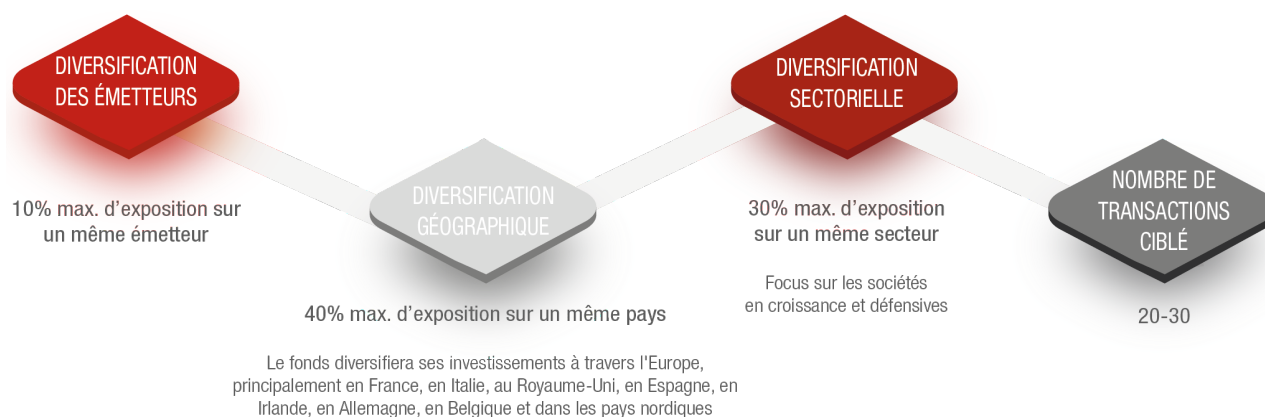 DIVERSIFICATION
DES ÉMETTEURS
10% max. d'exposition sur
un même émetteur
DIVERSIFICATION
GÉOGRAPHIQUE
40% max. d'exposition sur un même pays
Le fonds diversifiera ses investissements à travers l'Europe,
principalement en France, en Italie, au Royaume-Uni, en Espagne, en
Irlande, en Allemagne, en Belgique et dans les pays nordiques
DIVERSIFICATION
SECTORIELLE
30% max. d'exposition
sur un même secteur
Focus sur les sociétés
en croissance et défensives
NOMBRE DE
TRANSACTIONS
CIBLÉ
20-30